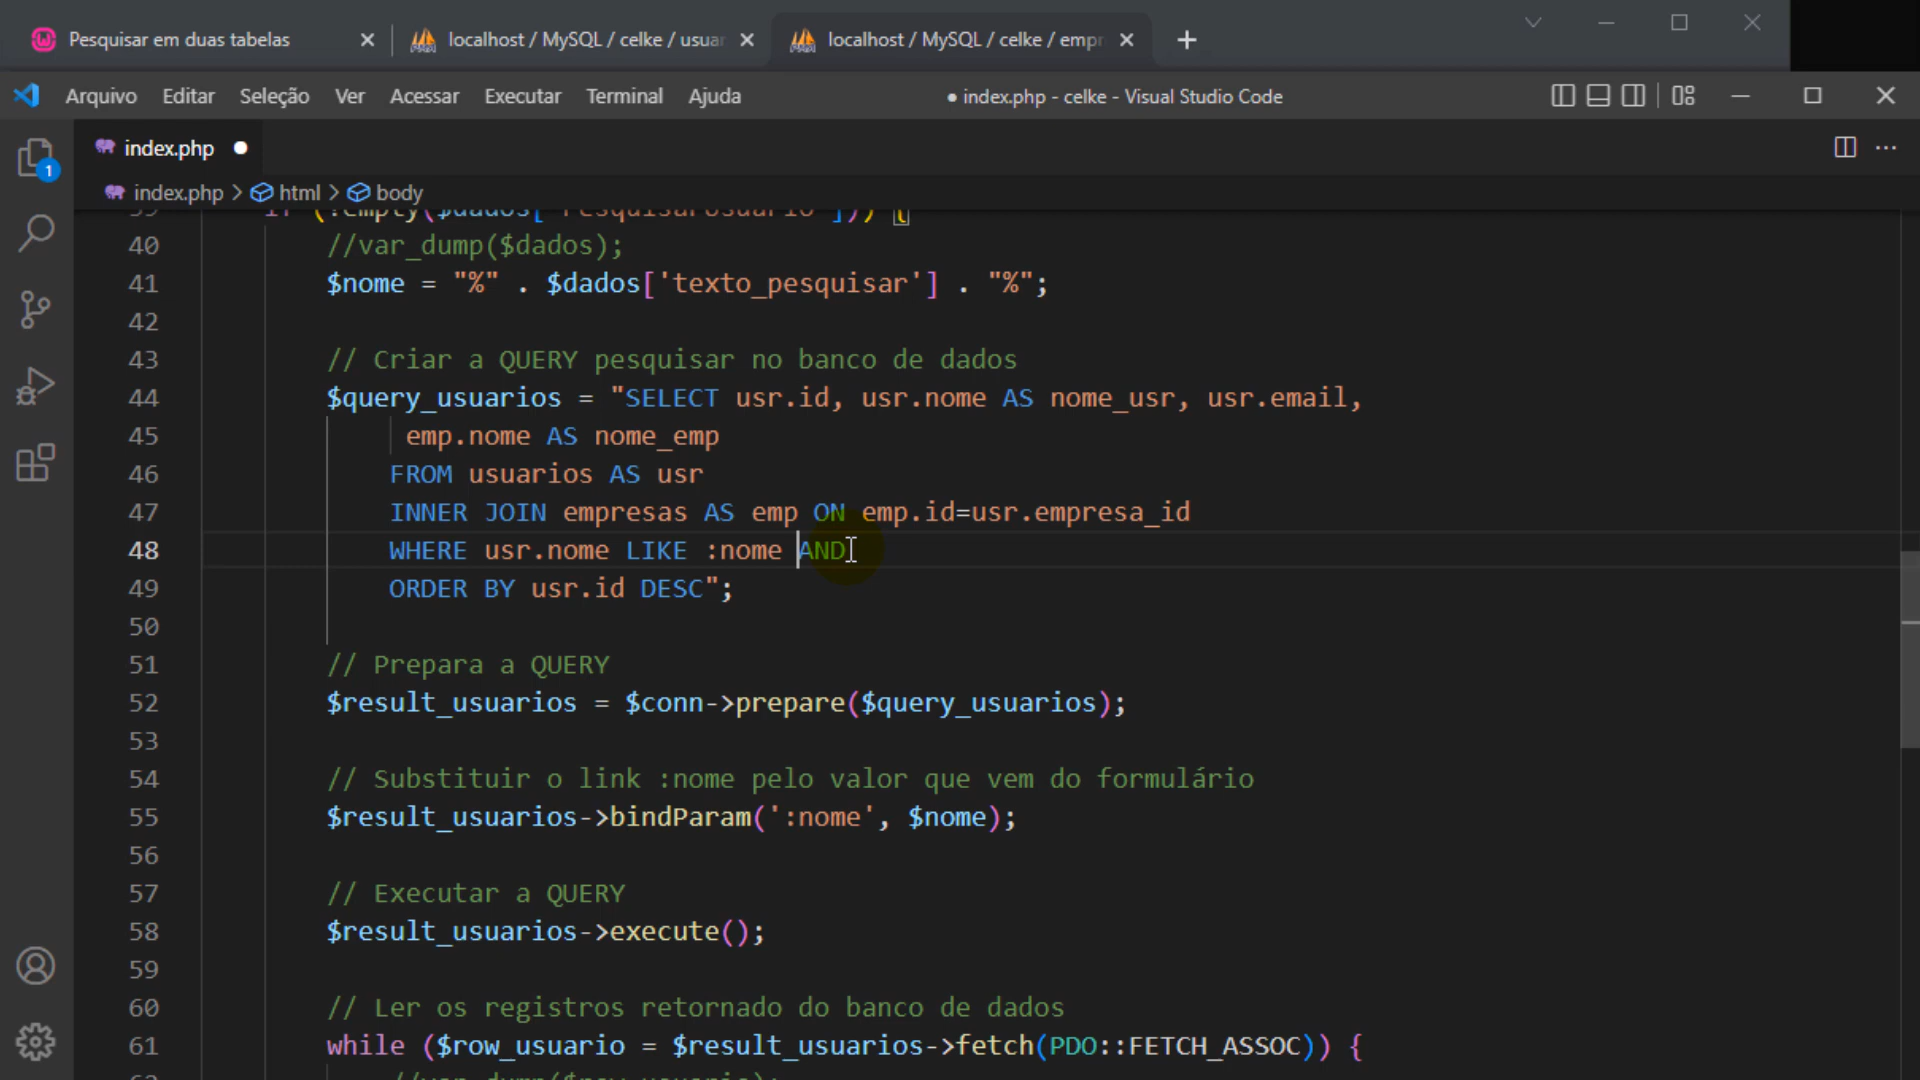 Pesquisar em duas tabelas
localhost / MySQL / celke / usuar
localhost / MySQL / celke / empr
Arquivo Editar Seleção Ver Acessar Executar Terminal Ajuda
● index.php - celke - Visual Studio Code
1
index.php
index.php > html > body
39 if (!empty($dados['PesquisarUsuario'])) {
40 //var_dump($dados);
41 $nome = "%" . $dados['texto_pesquisar'] . "%";
42
43 // Criar a QUERY pesquisar no banco de dados
44 $query_usuarios = "SELECT usr.id, usr.nome AS nome_usr, usr.email,
45 emp.nome AS nome_emp
46 FROM usuarios AS usr
47 INNER JOIN empresas AS emp ON emp.id=usr.empresa_id
48 WHERE usr.nome LIKE :nome AND
49 ORDER BY usr.id DESC";
50
51 // Prepara a QUERY
52 $result_usuarios = $conn->prepare($query_usuarios);
53
54 // Substituir o link :nome pelo valor que vem do formulário
55 $result_usuarios->bindParam(':nome', $nome);
56
57 // Executar a QUERY
58 $result_usuarios->execute();
59
60 // Ler os registros retornado do banco de dados
61 while ($row_usuario = $result_usuarios->fetch(PDO::FETCH_ASSOC)) {